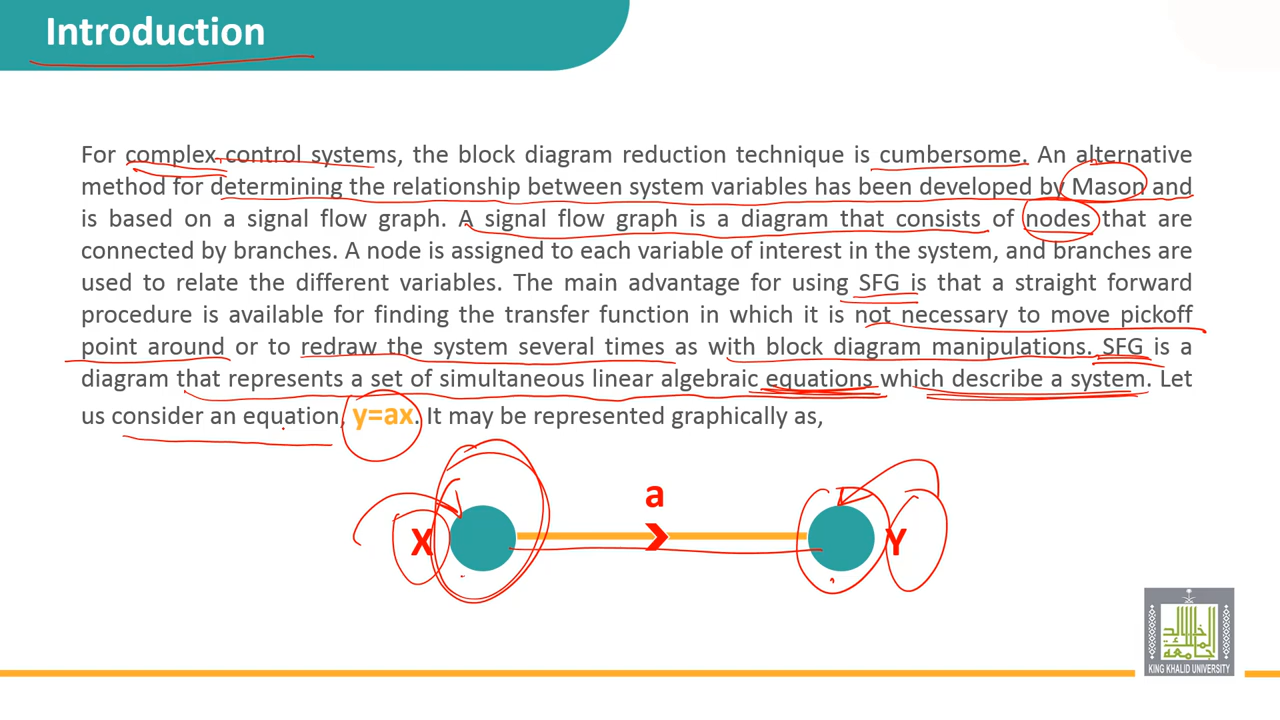 Introduction
For complex control systems, the block diagram reduction technique is cumbersome. An alternative
method for determining the relationship between system variables has been developed by Mason and
is based on a signal flow graph. A signal flow graph is a diagram that consists of nodes that are
connected by branches. A node is assigned to each variable of interest in the system, and branches are
used to relate the different variables. The main advantage for using SFG is that a straight forward
procedure is available for finding the transfer function in which it is not necessary to move pickoff
point around or to redraw the system several times as with block diagram manipulations. SFG is a
diagram that represents a set of simultaneous linear algebraic equations which describe a system. Let
us consider an equation, y=ax. It may be represented graphically as,
a
X Y
KING KHALID UNIVERSITY